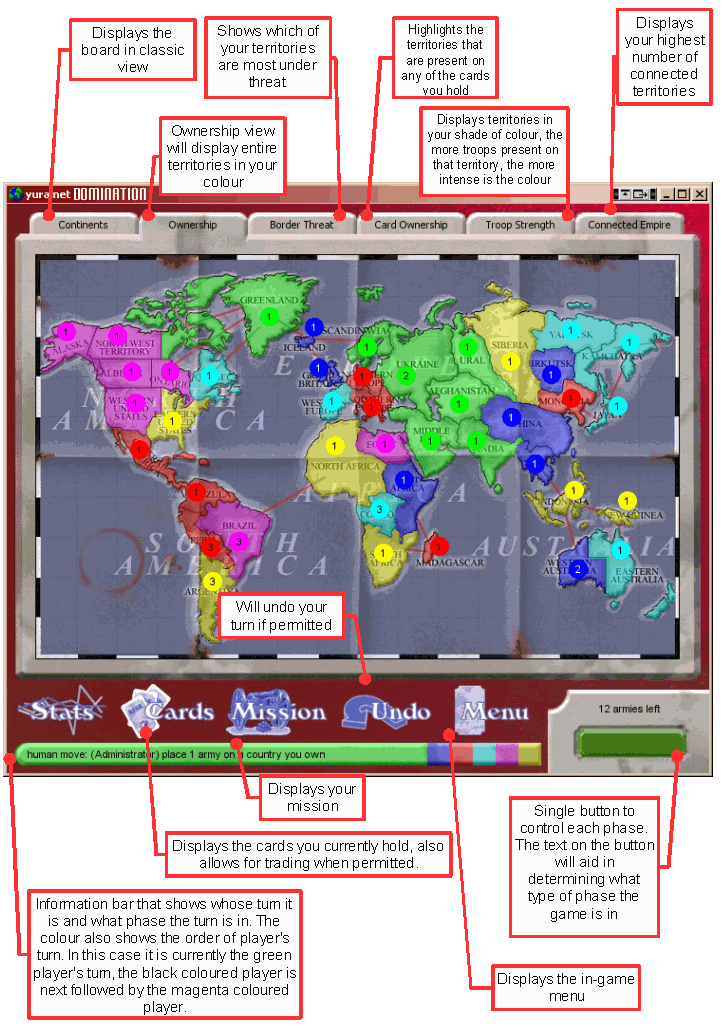 Displays the
board in classic
view
Shows which of
your territories
are most under
threat
Highlights the
territories that
are present on
any of the cards
you hold
Displays
your highest
number of
connected
territories
Ownership view
will display entire
territories in your
colour
Displays territories in
your shade of colour, the
more troops present on
that territory, the more
intense is the colour
yura.net DOMINATION
Continents
Ownership
Border Threat
Card Ownership
Troop Strength
Connected Empire
GREENLAND
1
1
ALASKA
1
NORTH WEST
TERRITORY
1
ICELAND
1
SCANDINAVIA
1
UKRAINE
2
URAL
1
SIBERIA
1
YAKUTSK
1
KAMCHATKA
1
IRKUTSK
1
1
ONTARIO
1
1
GREAT
BRITAIN
1
1
MONGOLIA
1
JAPAN
1
WESTERN
UNITED
STATES
1
EASTERN
UNITED
STATES
1
WESTERN
EUROPE
1
1
AFGHANISTAN
1
CHINA
1
AMERICA
1
NORTH AFRICA
1
1
MIDDLE
1
INDIA
1
1
1
3
INDONESIA
1
NEW GUINEA
1
BRAZIL
3
3
ARGENTINA
3
SOUTH
AMERICA
SOUTH
AFRICA
1
MADAGASCAR
1
AUSTRALIA
WESTERN
AUSTRALIA
2
EASTERN
AUSTRALIA
1
Will undo your
turn if permitted
Stats
Cards
Mission
Undo
Menu
12 armies left
human move: (Administrator) place 1 army on a country you own
Displays your
mission
Displays the cards you currently hold, also
allows for trading when permitted.
Single button to
control each phase.
The text on the button
will aid in
determining what
type of phase the
game is in
Information bar that shows whose turn it
is and what phase the turn is in. The
colour also shows the order of player's
turn. In this case it is currently the green
player's turn, the black coloured player is
next followed by the magenta coloured
player.
Displays the in-game
menu